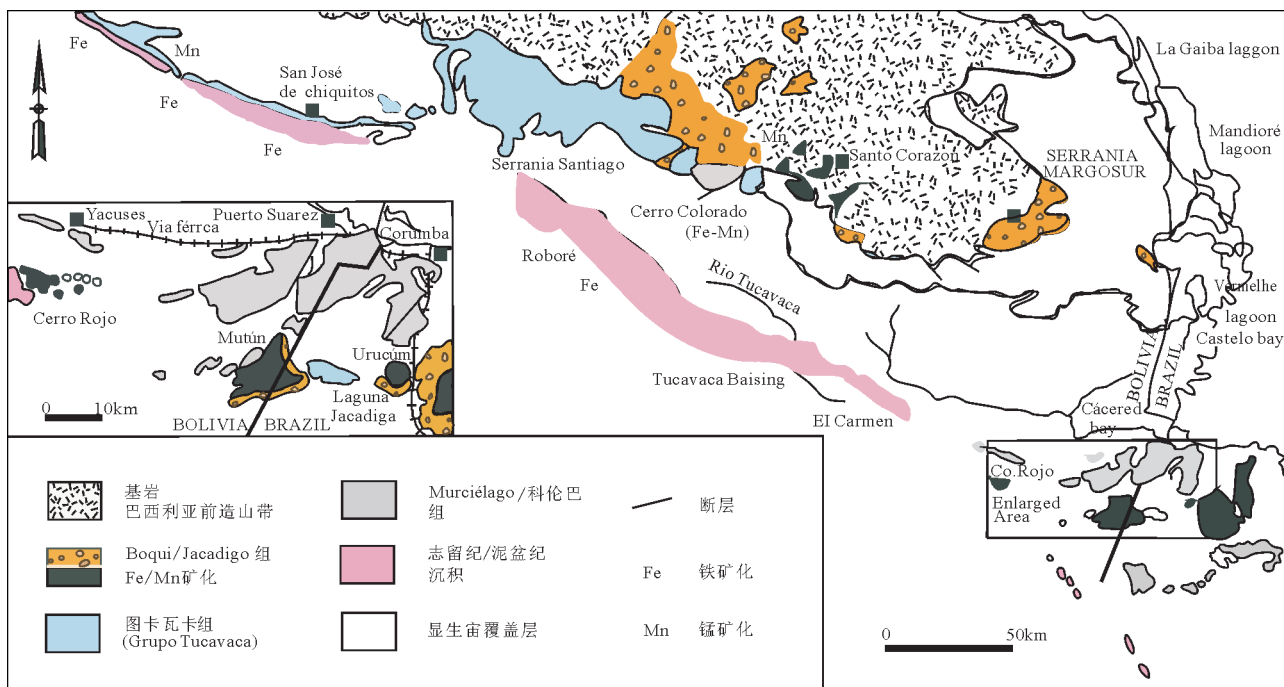 Fe
Mn
San José
de chiquitos
Fe
Fe
La Gaiba laggon
Mandioré
lagoon
Mn
Santo Corazon
SERRANIA
MARGOSUR
Serrania Santiago
Cerro Colorado
(Fe-Mn)
Roboré
Fe
Rio Tucavaca
Vermelhe
lagoon
Castelo bay
BOLIVIA
BRAZIL
Tucavaca Baising
EI Carmen
Cácered
bay
Co.Rojo
Enlarged
Area
Yacuses
Via férrca
Puerto Suarez
Corumba
Cerro Rojo
Mutún
Urucúm
Laguna
Jacadiga
0 10km
BOLIVIA BRAZIL
基岩
巴西利亚前造山带
Boqui/Jacadigo 组
Fe/Mn矿化
图卡瓦卡组
(Grupo Tucavaca)
Murciélago/科伦巴
组
志留纪/泥盆纪
沉积
显生宙覆盖层
断层
Fe 铁矿化
Mn 锰矿化
0 50km